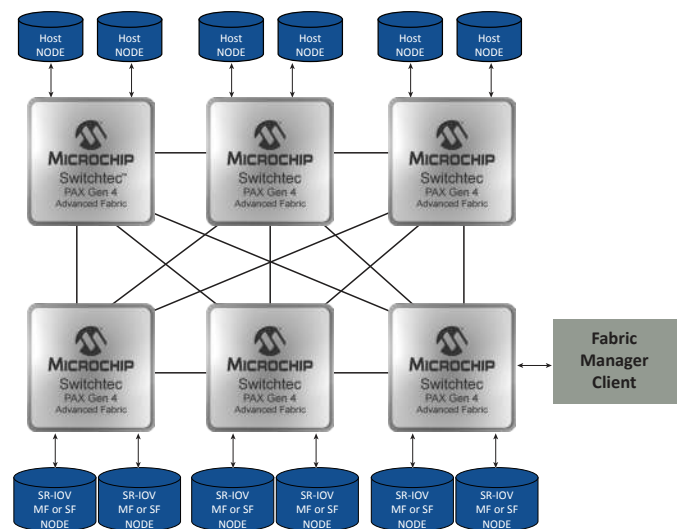 Host
NODE
Host
NODE
Host
NODE
Host
NODE
Host
NODE
Host
NODE
MICROCHIP
Switchtec™
PAX Gen 4
Advanced Fabric
MICROCHIP
Switchtec
PAX Gen 4
Advanced Fabric
MICROCHIP
Switchtec
PAX Gen 4
Advanced Fabric
MICROCHIP
Switchtec
PAX Gen 4
Advanced Fabric
MICROCHIP
Switchtec
PAX Gen 4
Advanced Fabric
MICROCHIP
Switchtec
PAX Gen 4
Advanced Fabric
Fabric
Manager
Client
SR-IOV
MF or SF
NODE
SR-IOV
MF or SF
NODE
SR-IOV
MF or SF
NODE
SR-IOV
MF or SF
NODE
SR-IOV
MF or SF
NODE
SR-IOV
MF or SF
NODE